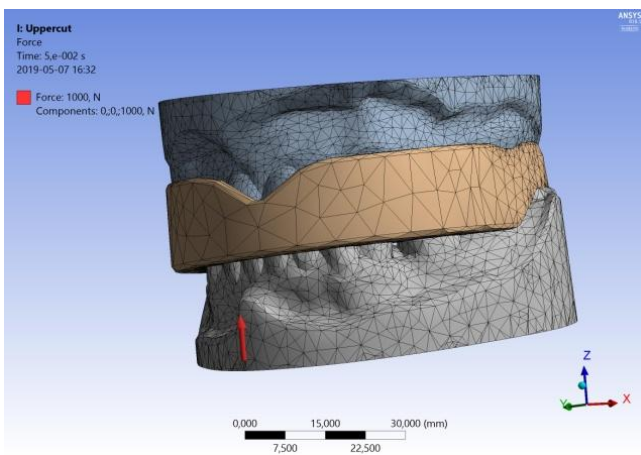 I: Uppercut
Force
Time: 5,e-002 s
2019-05-07 16:32
Force: 1000, N
Components: 0,;0,;1000, N
ANSYS
Z
Y
X
0,000 15,000 30,000 (mm)
7,500 22,500